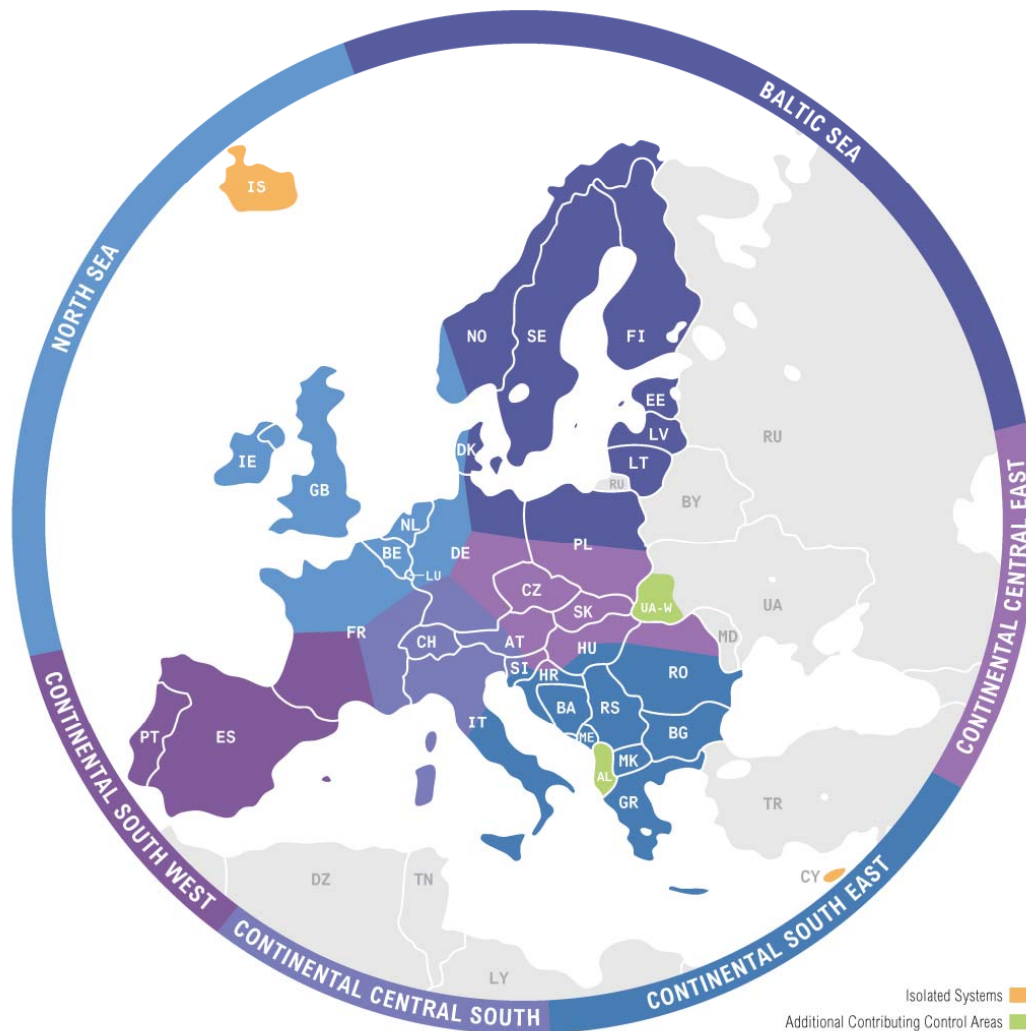 BALTIC SEA
NORTH SEA
IS
NO
SE
FI
EE
LV
LT
RU
RU
DK
IE
GB
BY
NL
BE
DE
PL
LU
CZ
UA-W
UA
SK
FR
CH
AT
HU
MD
SI
HR
RO
IT
BA
RS
PT
ES
ME
BG
MK
AL
GR
TR
CY
DZ
TN
LY
CONTINENTAL CENTRAL EAST
CONTINENTAL SOUTH WEST
CONTINENTAL CENTRAL SOUTH
CONTINENTAL SOUTH EAST
Isolated Systems
Additional Contributing Control Areas